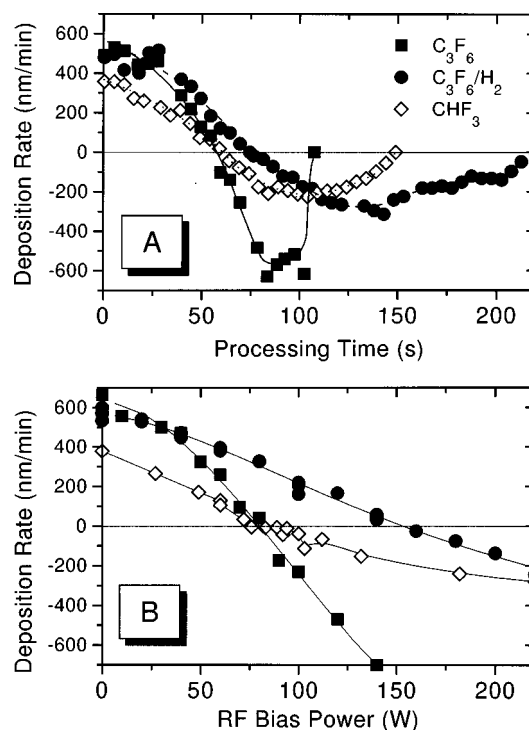 600
400
200
0
-200
-400
-600
Deposition Rate (nm/min)
C₃F₆
C₃F₆/H₂
CHF₃
A
0 50 100 150 200
Processing Time (s)
600
400
200
0
-200
-400
-600
Deposition Rate (nm/min)
B
0 50 100 150 200
RF Bias Power (W)